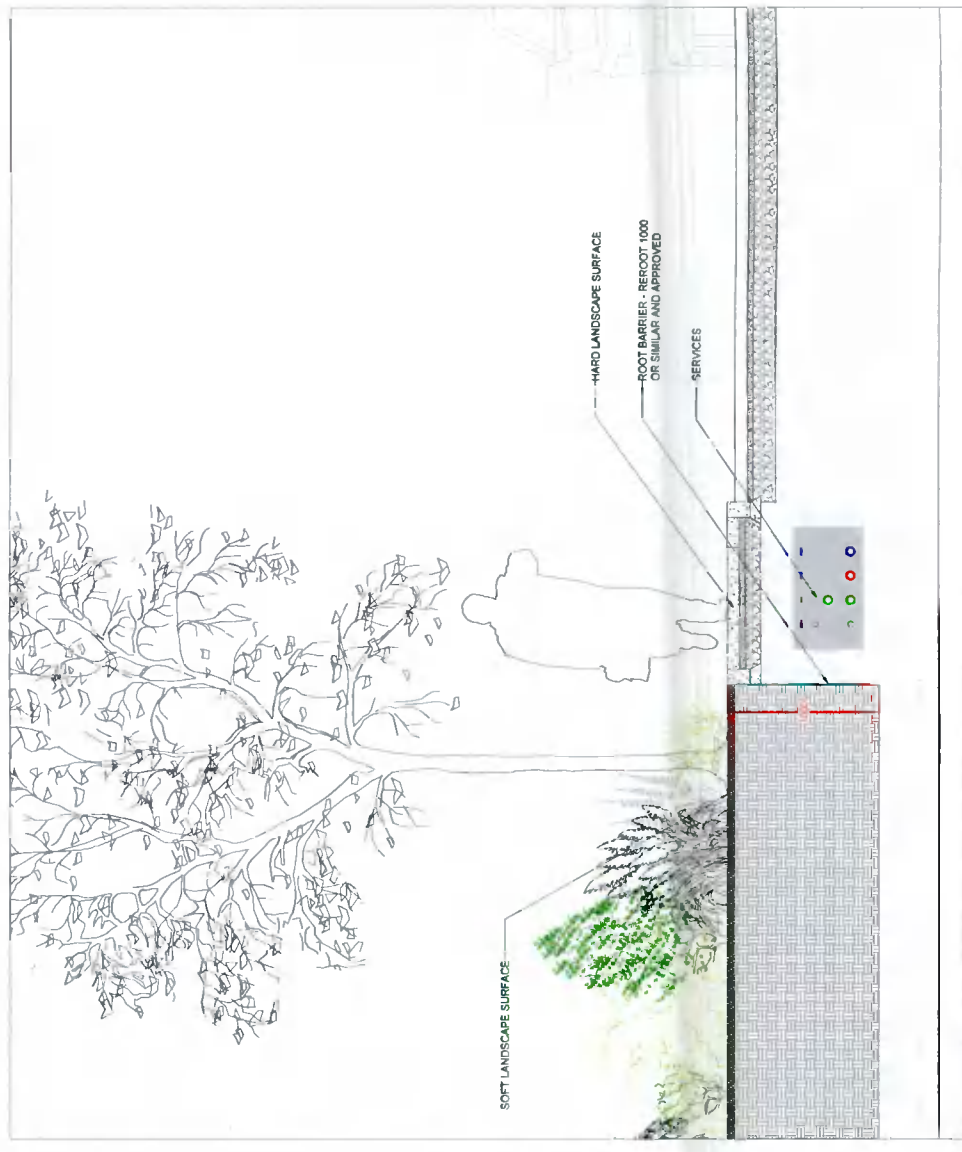 HARD LANDSCAPE SURFACE
ROOT BARRIER - REROOT 1000
OR SIMILAR AND APPROVED
SERVICES
SOFT LANDSCAPE SURFACE